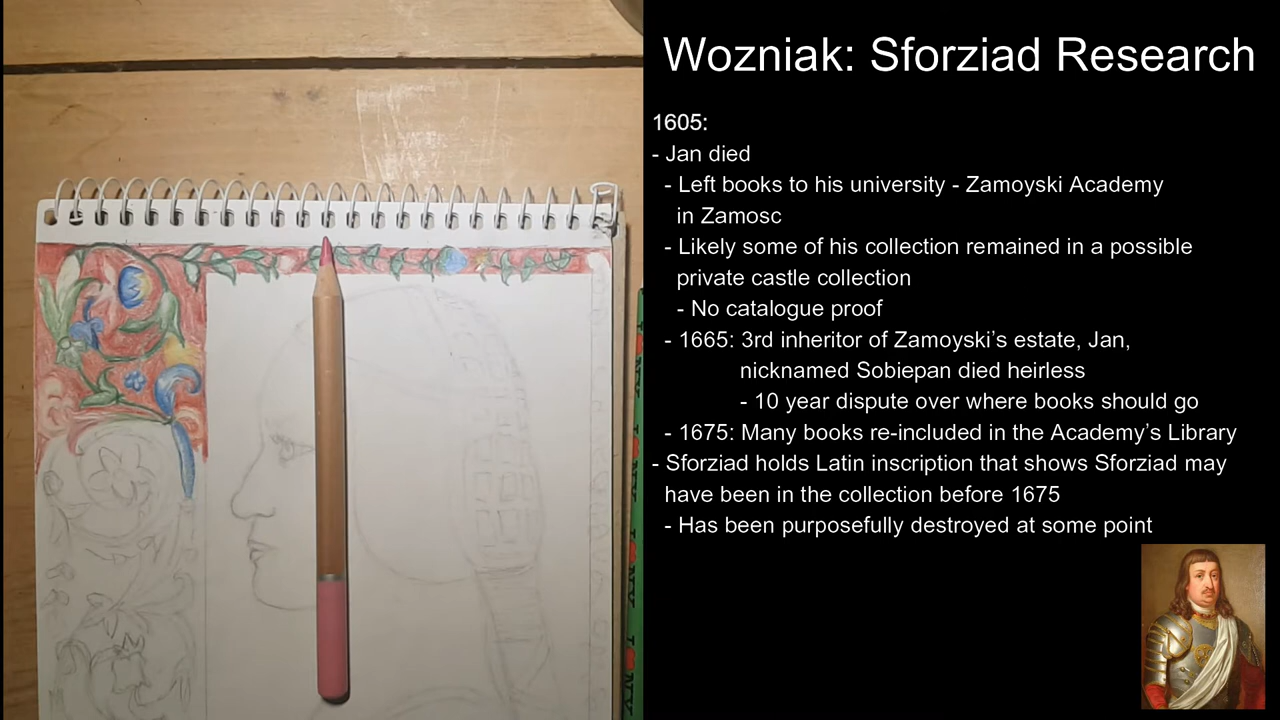 Wozniak: Sforziad Research
1605:
- Jan died
- Left books to his university - Zamoyski Academy
in Zamosc
- Likely some of his collection remained in a possible
private castle collection
- No catalogue proof
- 1665: 3rd inheritor of Zamoyski's estate, Jan,
nicknamed Sobiepan died heirless
- 10 year dispute over where books should go
- 1675: Many books re-included in the Academy's Library
- Sforziad holds Latin inscription that shows Sforziad may
have been in the collection before 1675
- Has been purposefully destroyed at some point